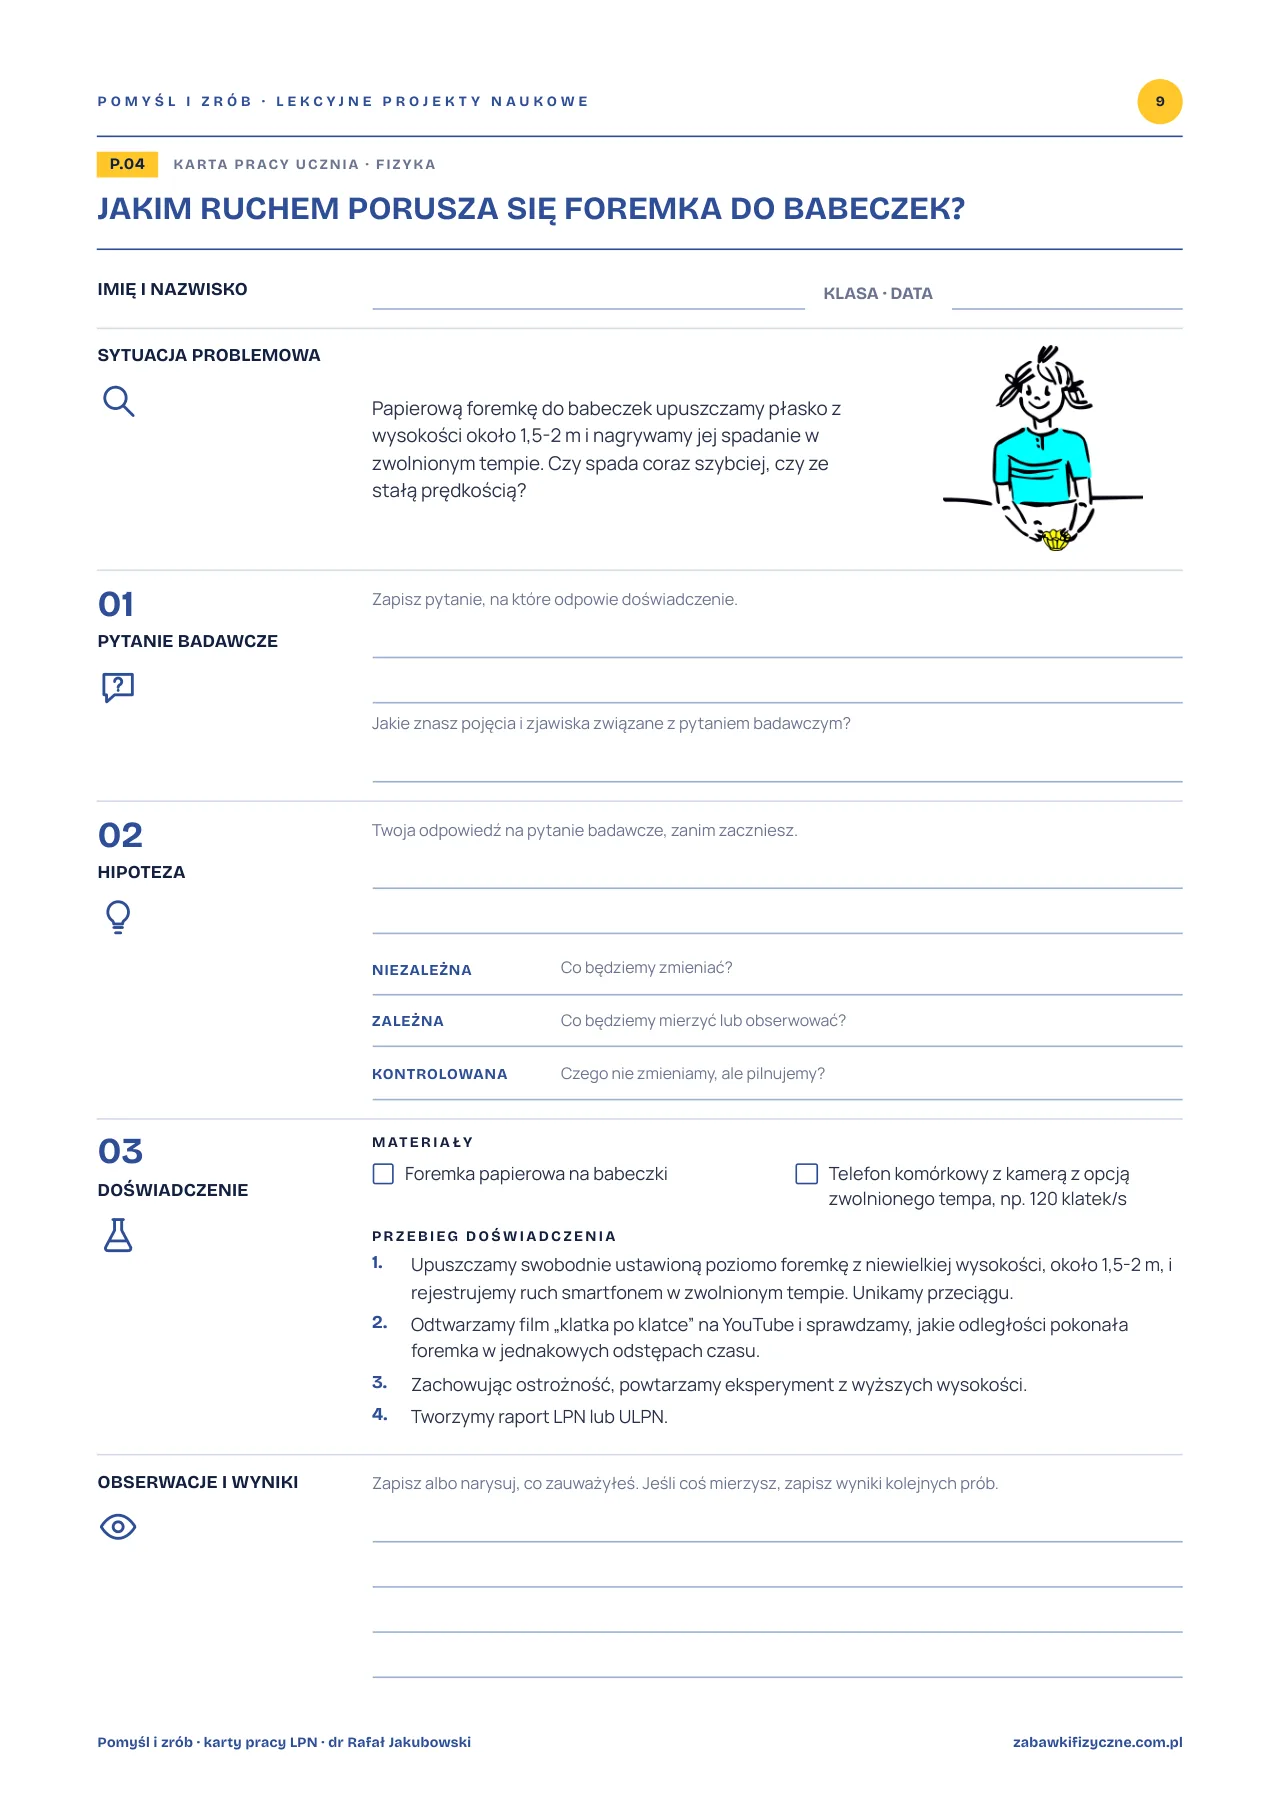 POMYŚL I ZRÓB · LEKCYJNE PROJEKTY NAUKOWE
9
P.04 KARTA PRACY UCZNIA · FIZYKA
JAKIM RUCHEM PORUSZA SIĘ FOREMKA DO BABECZEK?
IMIĘ I NAZWISKO
KLASA · DATA
SYTUACJA PROBLEMOWA
Papierową foremkę do babeczek upuszczamy płasko z
wysokości około 1,5-2 m i nagrywamy jej spadanie w
zwolnionym tempie. Czy spada coraz szybciej, czy ze
stałą prędkością?
01
PYTANIE BADAWCZE
Zapisz pytanie, na które odpowie doświadczenie.
Jakie znasz pojęcia i zjawiska związane z pytaniem badawczym?
02
HIPOTEZA
Twoja odpowiedź na pytanie badawcze, zanim zaczniesz.
NIEZALEŻNA Co będziemy zmieniać?
ZALEŻNA Co będziemy mierzyć lub obserwować?
KONTROLOWANA Czego nie zmieniamy, ale pilnujemy?
03
DOŚWIADCZENIE
MATERIAŁY
Foremka papierowa na babeczki
Telefon komórkowy z kamerą z opcją
zwolnionego tempa, np. 120 klatek/s
PRZEBIEG DOŚWIADCZENIA
1. Upuszczamy swobodnie ustawioną poziomo foremkę z niewielkiej wysokości, około 1,5-2 m, i
rejestrujemy ruch smartfonem w zwolnionym tempie. Unikamy przeciągu.
2. Odtwarzamy film „klatka po klatce” na YouTube i sprawdzamy, jakie odległości pokonała
foremka w jednakowych odstępach czasu.
3. Zachowując ostrożność, powtarzamy eksperyment z wyższych wysokości.
4. Tworzymy raport LPN lub ULPN.
OBSERWACJE I WYNIKI
Zapisz albo narysuj, co zauważyłeś. Jeśli coś mierzysz, zapisz wyniki kolejnych prób.
Pomyśl i zrób · karty pracy LPN · dr Rafał Jakubowski
zabawkifizyczne.com.pl